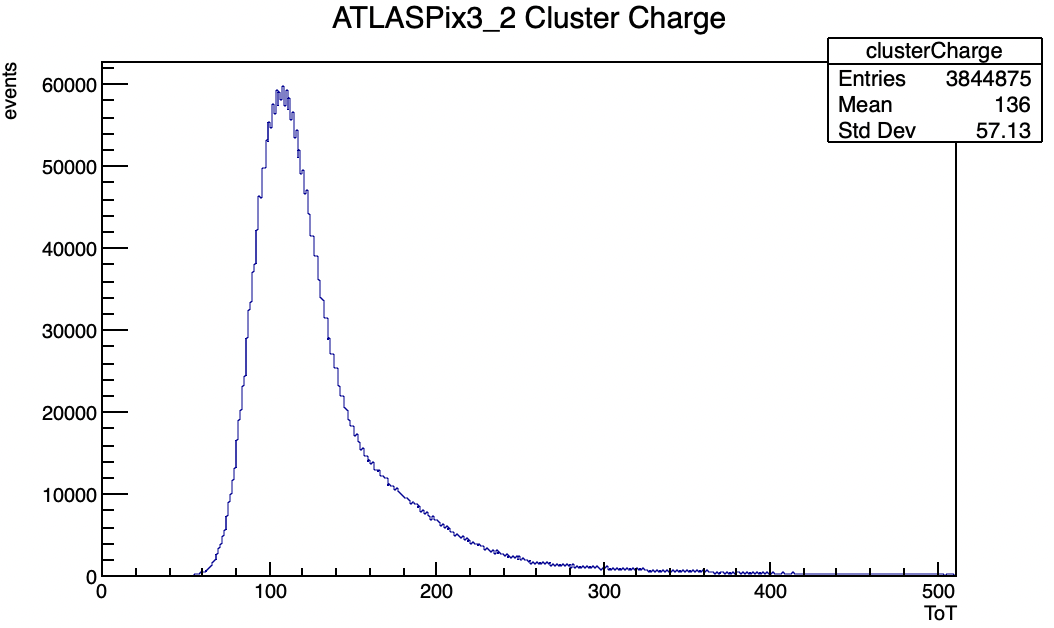 ATLASPix3_2 Cluster Charge
clusterCharge
Entries 3844875
Mean 136
Std Dev 57.13
events
60000
50000
40000
30000
20000
10000
0
0 100 200 300 400 500
ToT